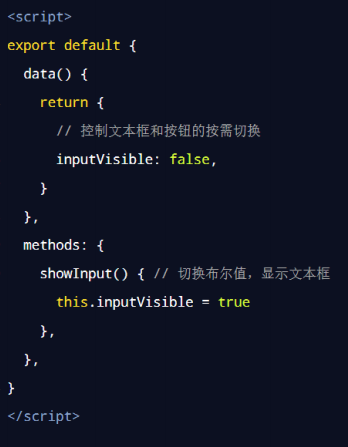 <script>
export default {
  data() {
    return {
      // 控制文本框和按钮的按需切换
      inputVisible: false,
    }
  },
  methods: {
    showInput() { // 切换布尔值，显示文本框
      this.inputVisible = true
    },
  },
}
</script>